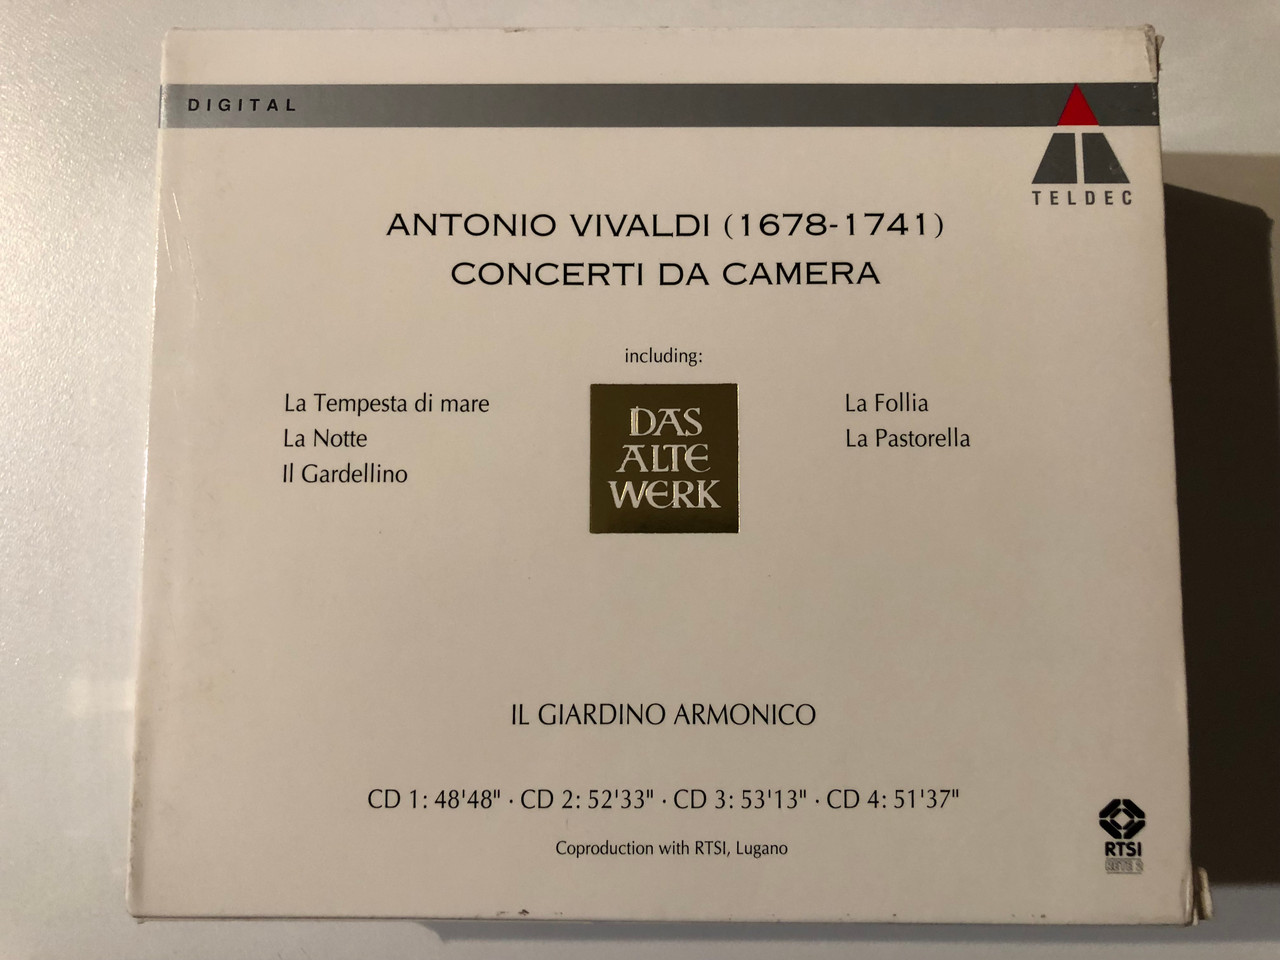 DIGITAL
TELDEC
ANTONIO VIVALDI (1678-1741)
CONCERTI DA CAMERA
including:
La Tempesta di mare
La Notte
Il Gardellino
DAS
ALTE
WERK
La Follia
La Pastorella
IL GIARDINO ARMONICO
CD 1: 48'48" · CD 2: 52'33" · CD 3: 53'13" · CD 4: 51'37"
Coproduction with RTSI, Lugano
RTSI